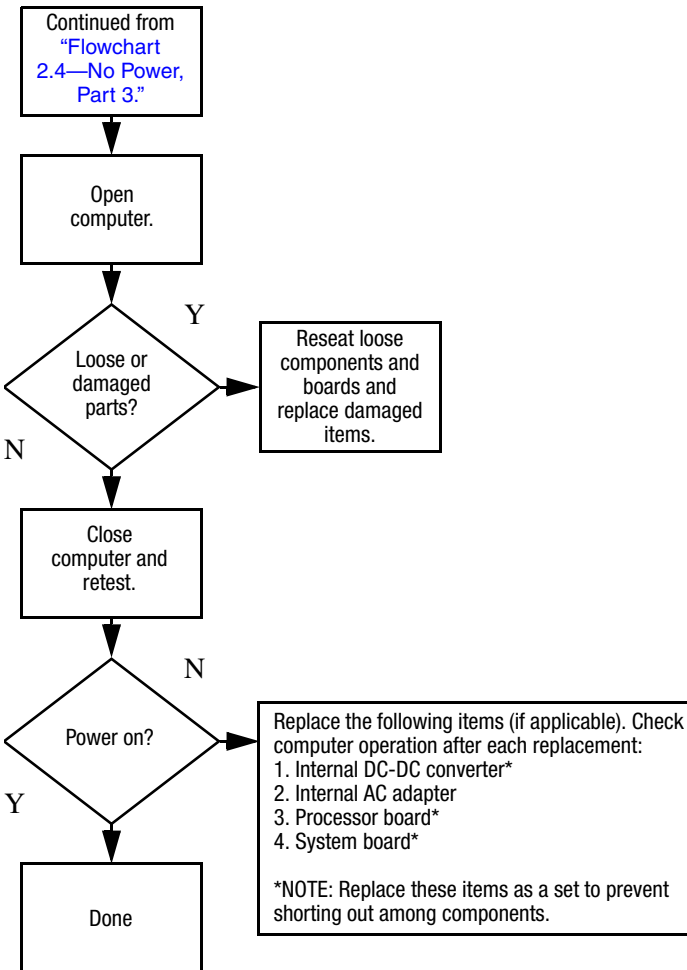 Continued from
“Flowchart
2.4—No Power,
Part 3.”
Open
computer.
Y
Loose or
damaged
parts?
Reseat loose
components and
boards and
replace damaged
items.
N
Close
computer and
retest.
N
Power on?
Replace the following items (if applicable). Check
computer operation after each replacement:
1. Internal DC-DC converter*
2. Internal AC adapter
3. Processor board*
4. System board*
*NOTE: Replace these items as a set to prevent
shorting out among components.
Y
Done